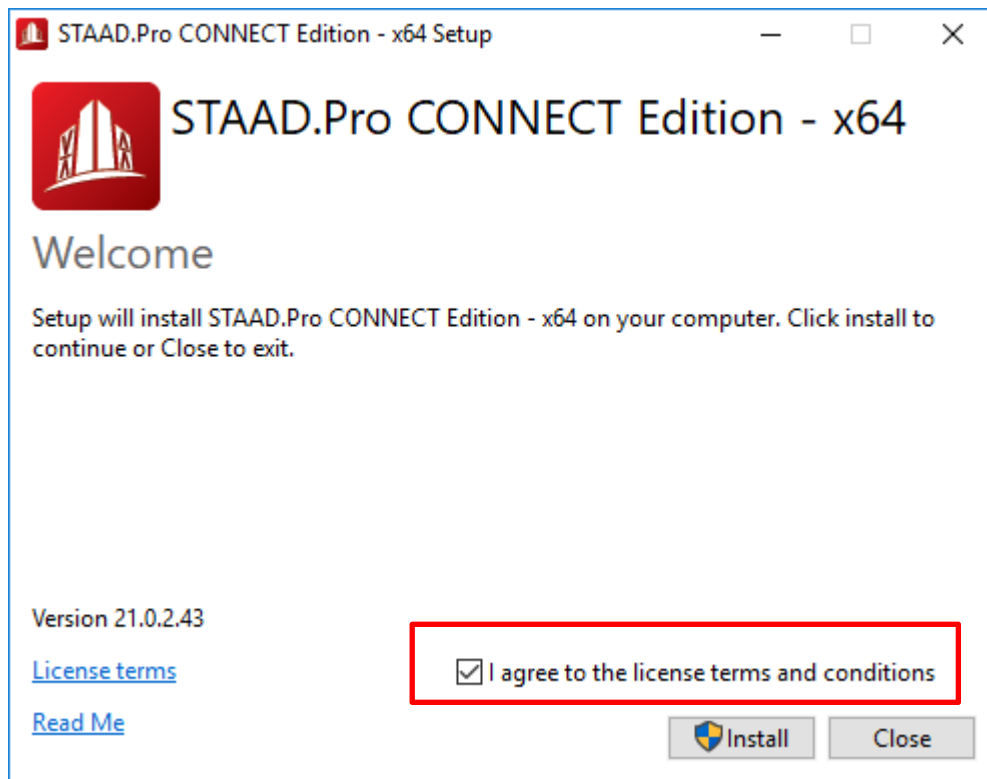 STAAD.Pro CONNECT Edition - x64 Setup
STAAD.Pro CONNECT Edition - x64
Welcome
Setup will install STAAD.Pro CONNECT Edition - x64 on your computer. Click install to
continue or Close to exit.
Version 21.0.2.43
License terms
I agree to the license terms and conditions
Read Me
Install
Close